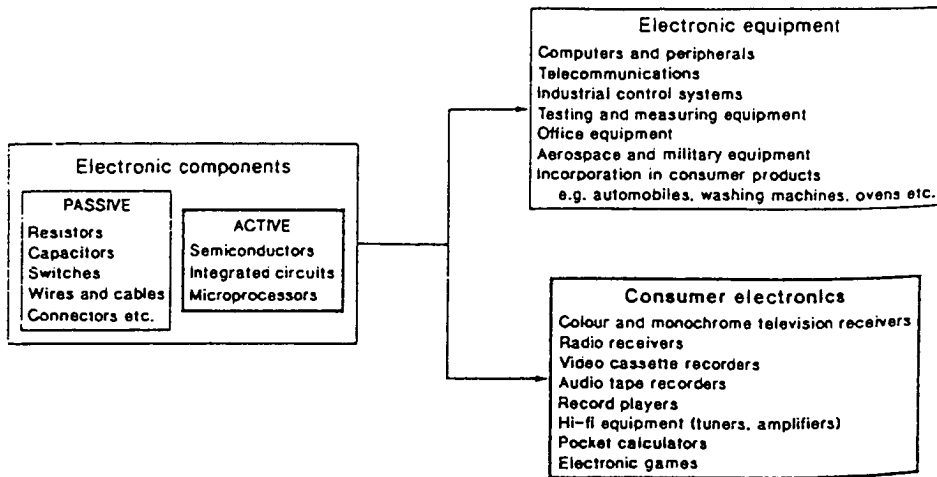 Electronic components
PASSIVE
Resistors
Capacitors
Switches
Wires and cables
Connectors etc.
ACTIVE
Semiconductors
Integrated circuits
Microprocessors
Electronic equipment
Computers and peripherals
Telecommunications
Industrial control systems
Testing and measuring equipment
Office equipment
Aerospace and military equipment
Incorporation in consumer products
e.g. automobiles, washing machines, ovens etc.
Consumer electronics
Colour and monochrome television receivers
Radio receivers
Video cassette recorders
Audio tape recorders
Record players
Hi-fi equipment (tuners, amplifiers)
Pocket calculators
Electronic games